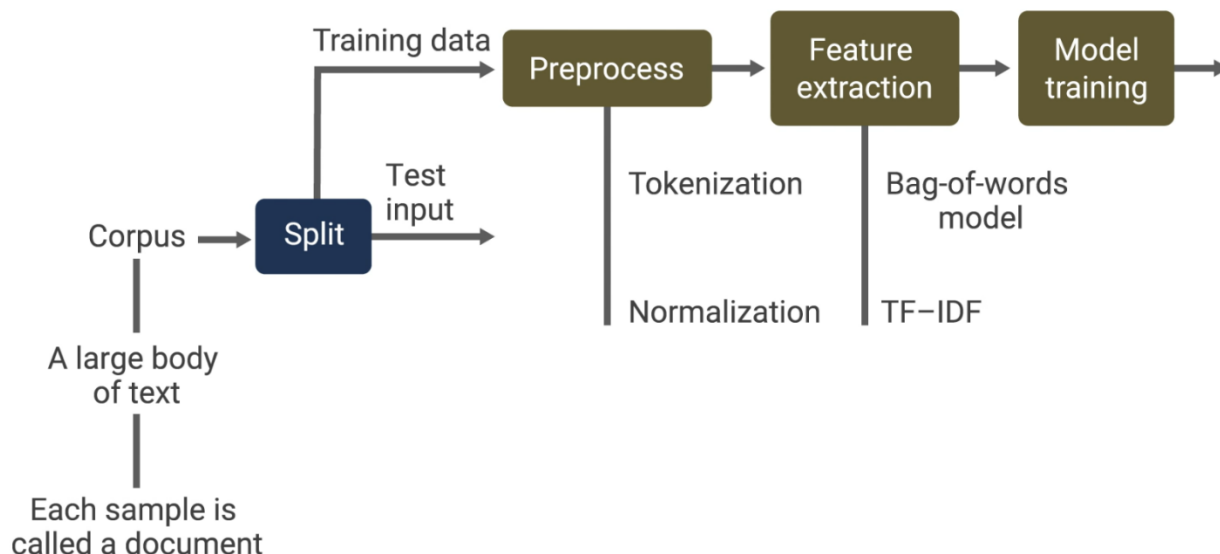 Training data
Preprocess
Feature
extraction
Model
training
Test
input
Tokenization
Bag-of-words
model
Corpus
Split
Normalization
TF–IDF
A large body
of text
Each sample is
called a document